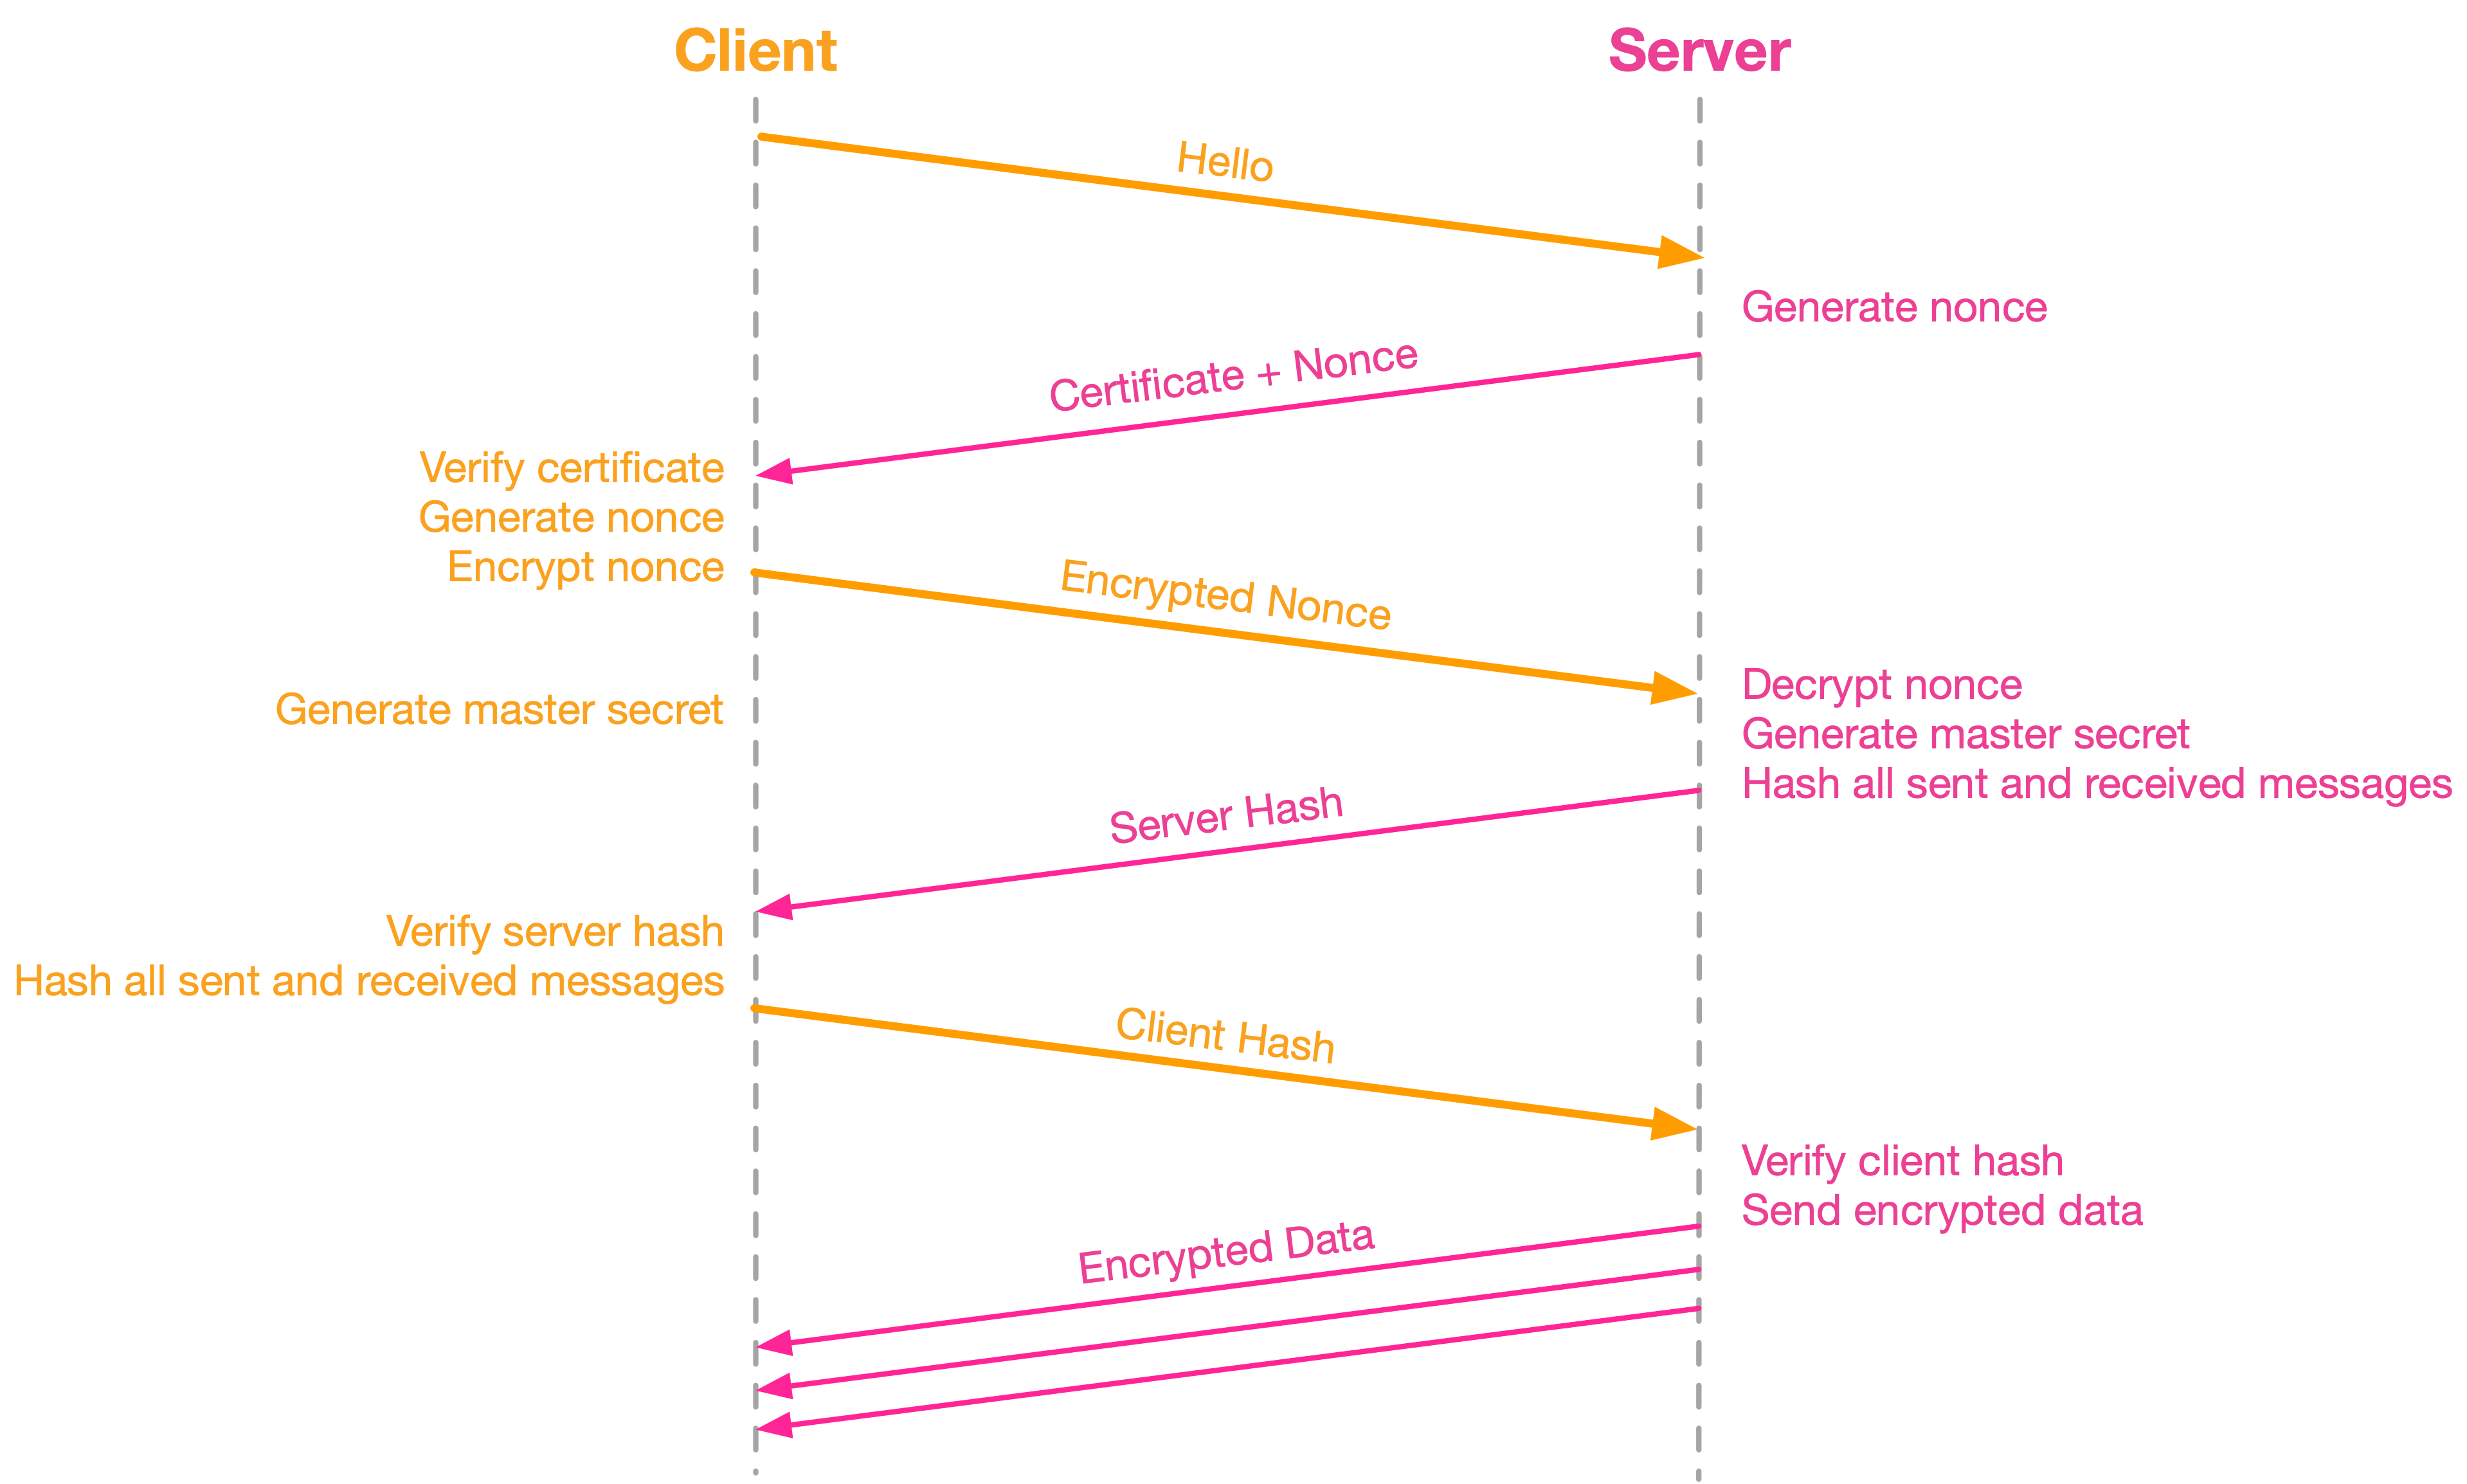 Client
Server
Hello
Generate nonce
Certificate + Nonce
Verify certificate
Generate nonce
Encrypt nonce
Encrypted Nonce
Generate master secret
Decrypt nonce
Generate master secret
Hash all sent and received messages
Server Hash
Verify server hash
Hash all sent and received messages
Client Hash
Verify client hash
Send encrypted data
Encrypted Data